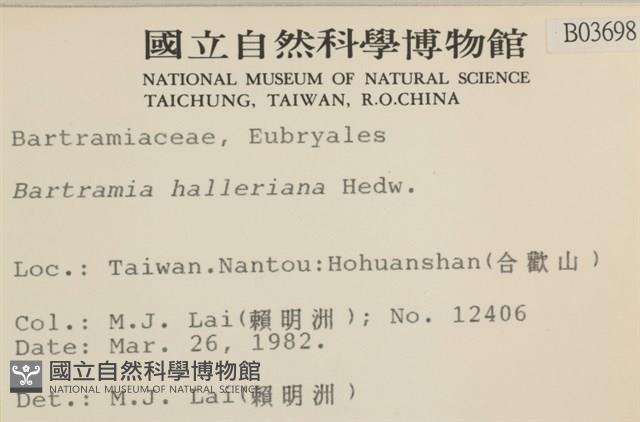 國立自然科學博物館
B03698
NATIONAL MUSEUM OF NATURAL SCIENCE
TAICHUNG, TAIWAN, R.O.CHINA
Bartramiaceae, Eubryales
Bartramia halleriana Hedw.
Loc.: Taiwan.Nantou:Hohuanshan(合歡山)
Col.: M.J. Lai(賴明洲); No. 12406
Date: Mar. 26, 1982.
國立自然科學博物館
NATIONAL MUSEUM OF NATURAL SCIENCE
Det.: M.J. Lai(賴明洲)